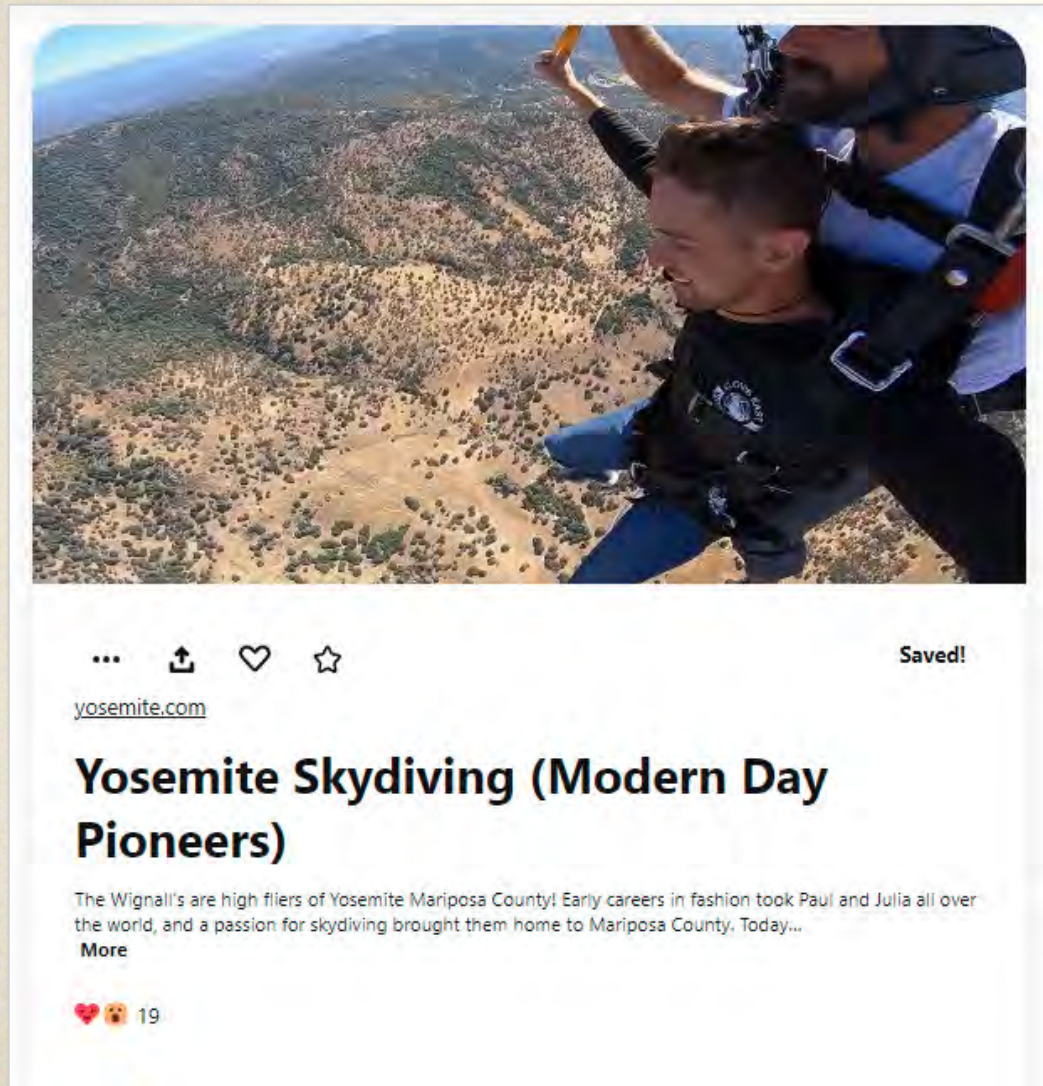 Saved!
yosemite.com
Yosemite Skydiving (Modern Day
Pioneers)
The Wignall's are high fliers of Yosemite Mariposa County! Early careers in fashion took Paul and Julia all over
the world, and a passion for skydiving brought them home to Mariposa County. Today...
More
19